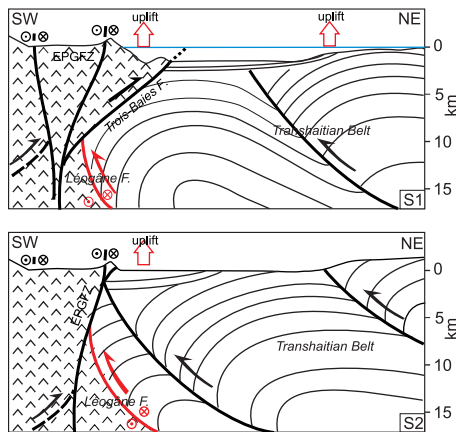 SW
uplift
uplift
NE
EPGFZ
0
Trois-Baies F.
5
km
Transhaitian Belt
10
Léogâne F.
15
S1
SW
uplift
NE
0
EPGFZ
5
km
Transhaitian Belt
10
Léogâne F.
15
S2